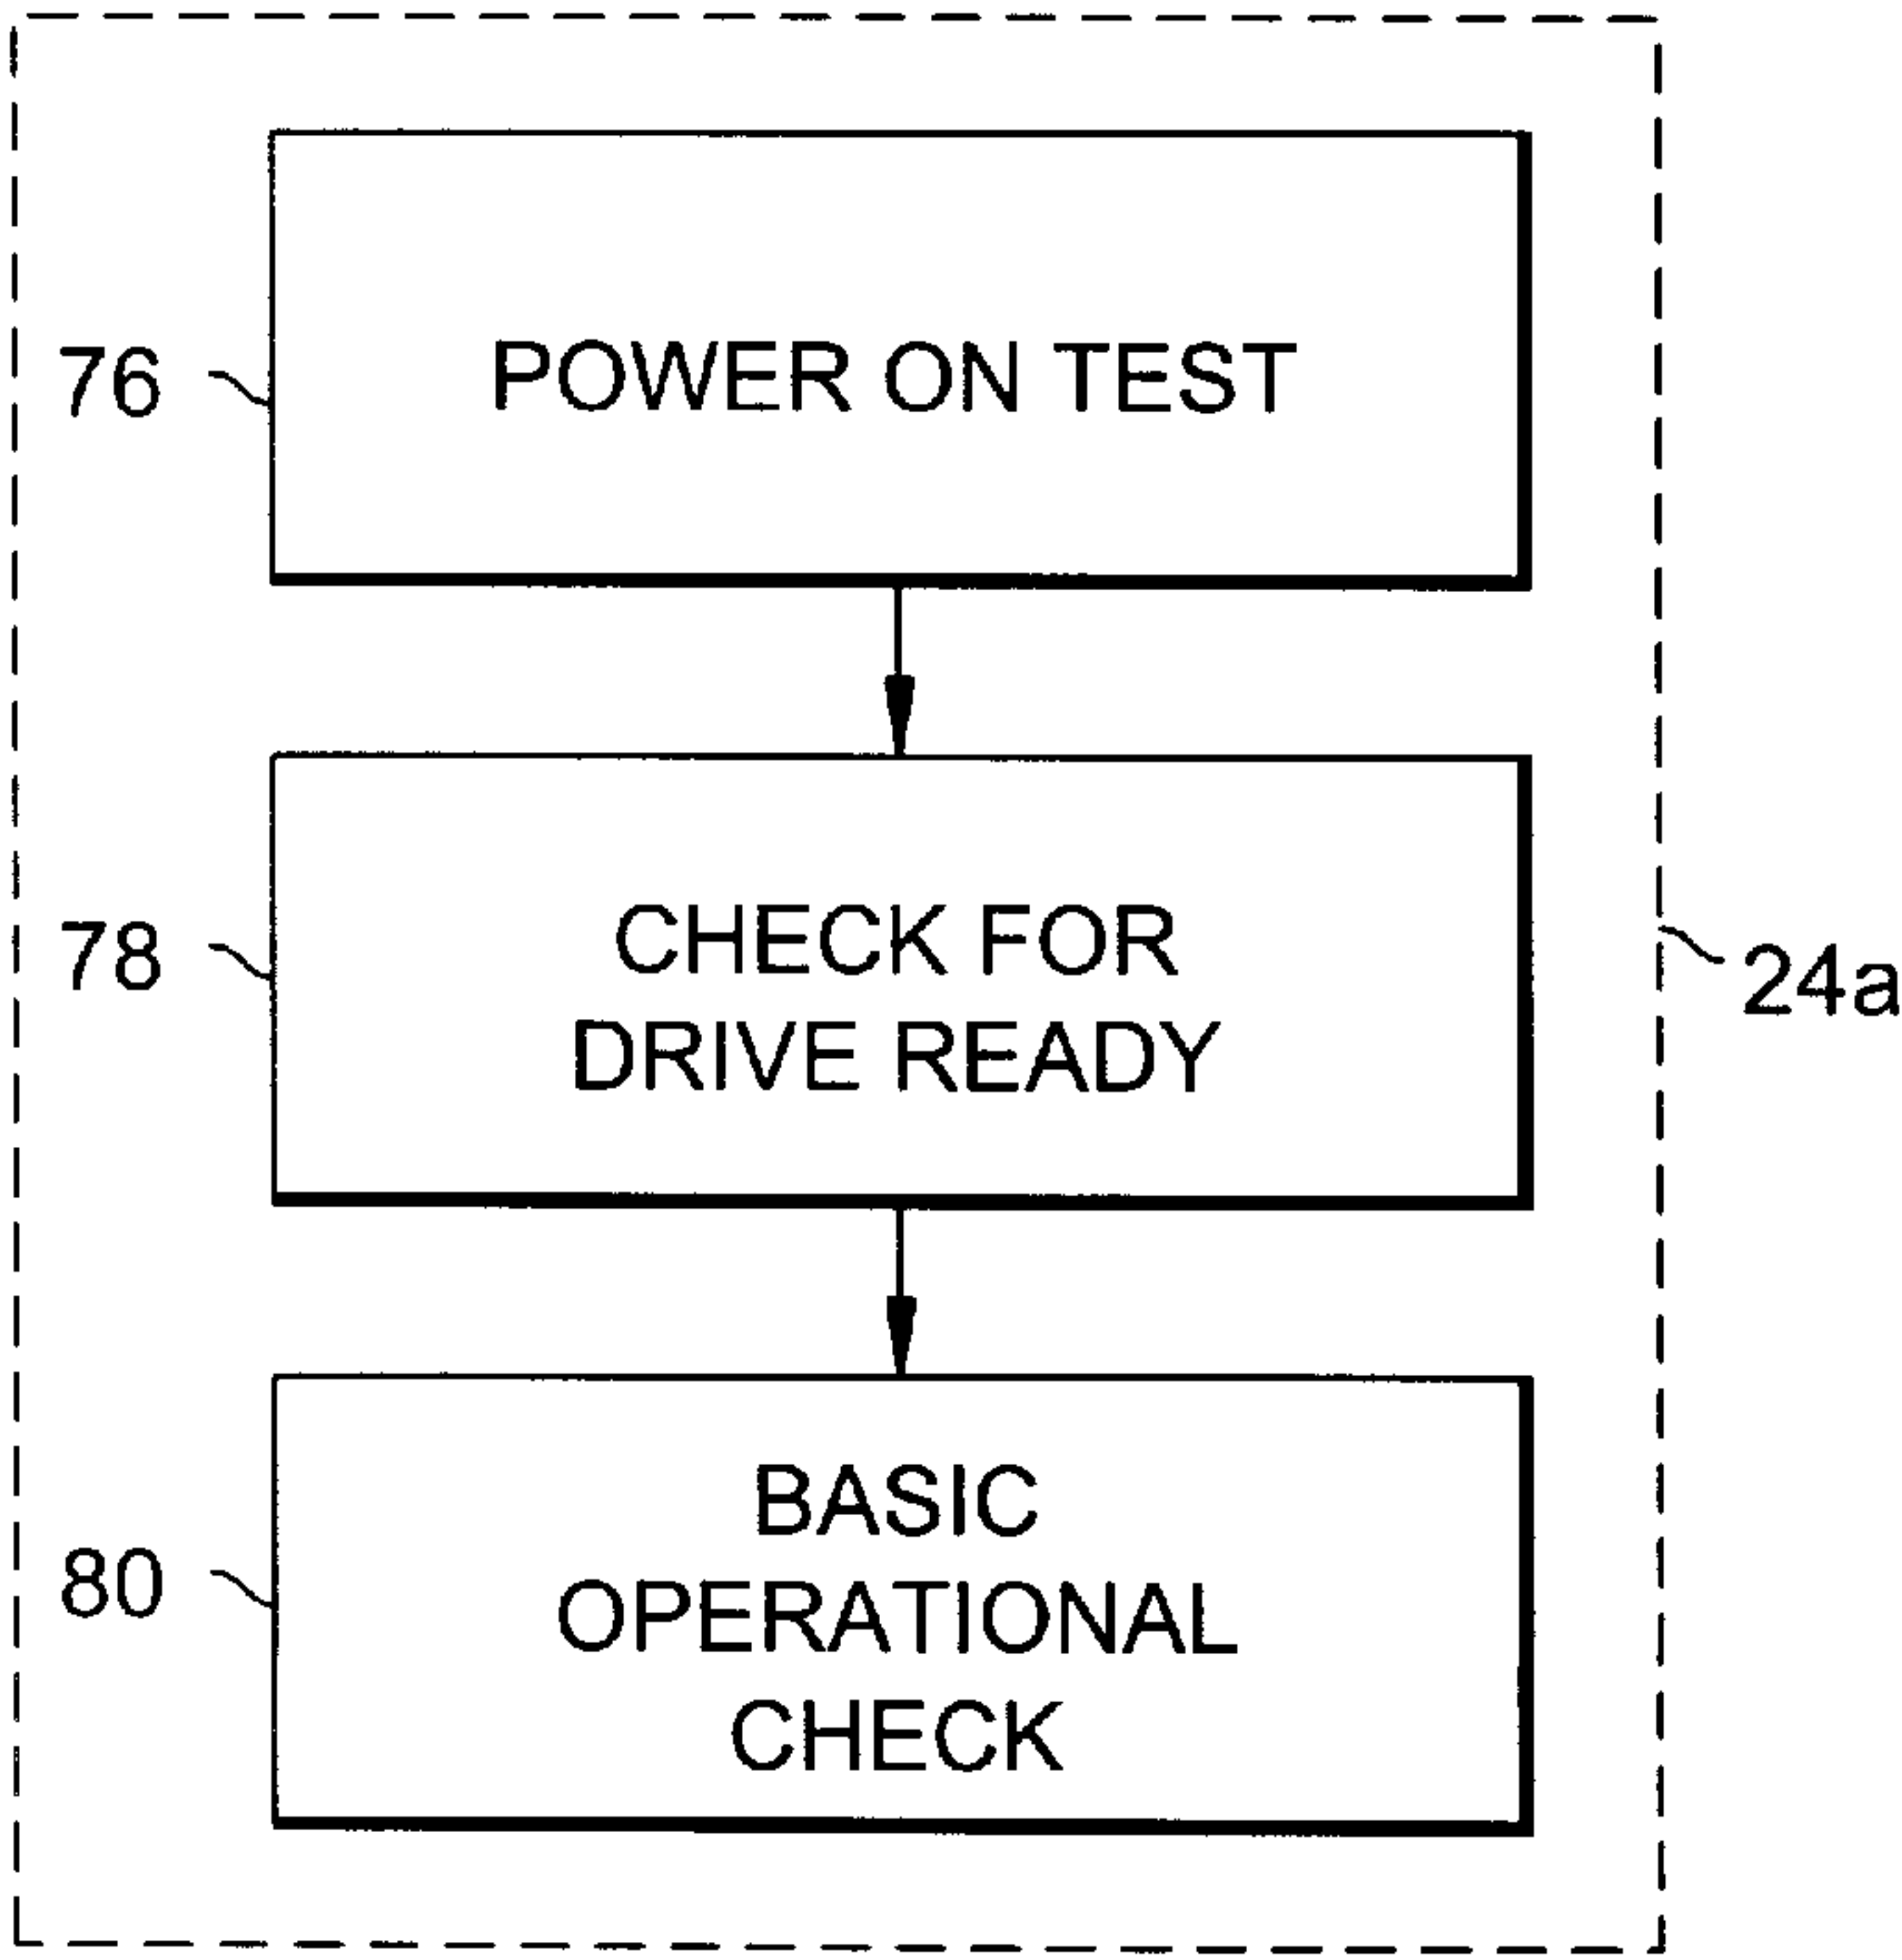 76
POWER ON TEST
78
CHECK FOR
DRIVE READY
24a
80
BASIC
OPERATIONAL
CHECK